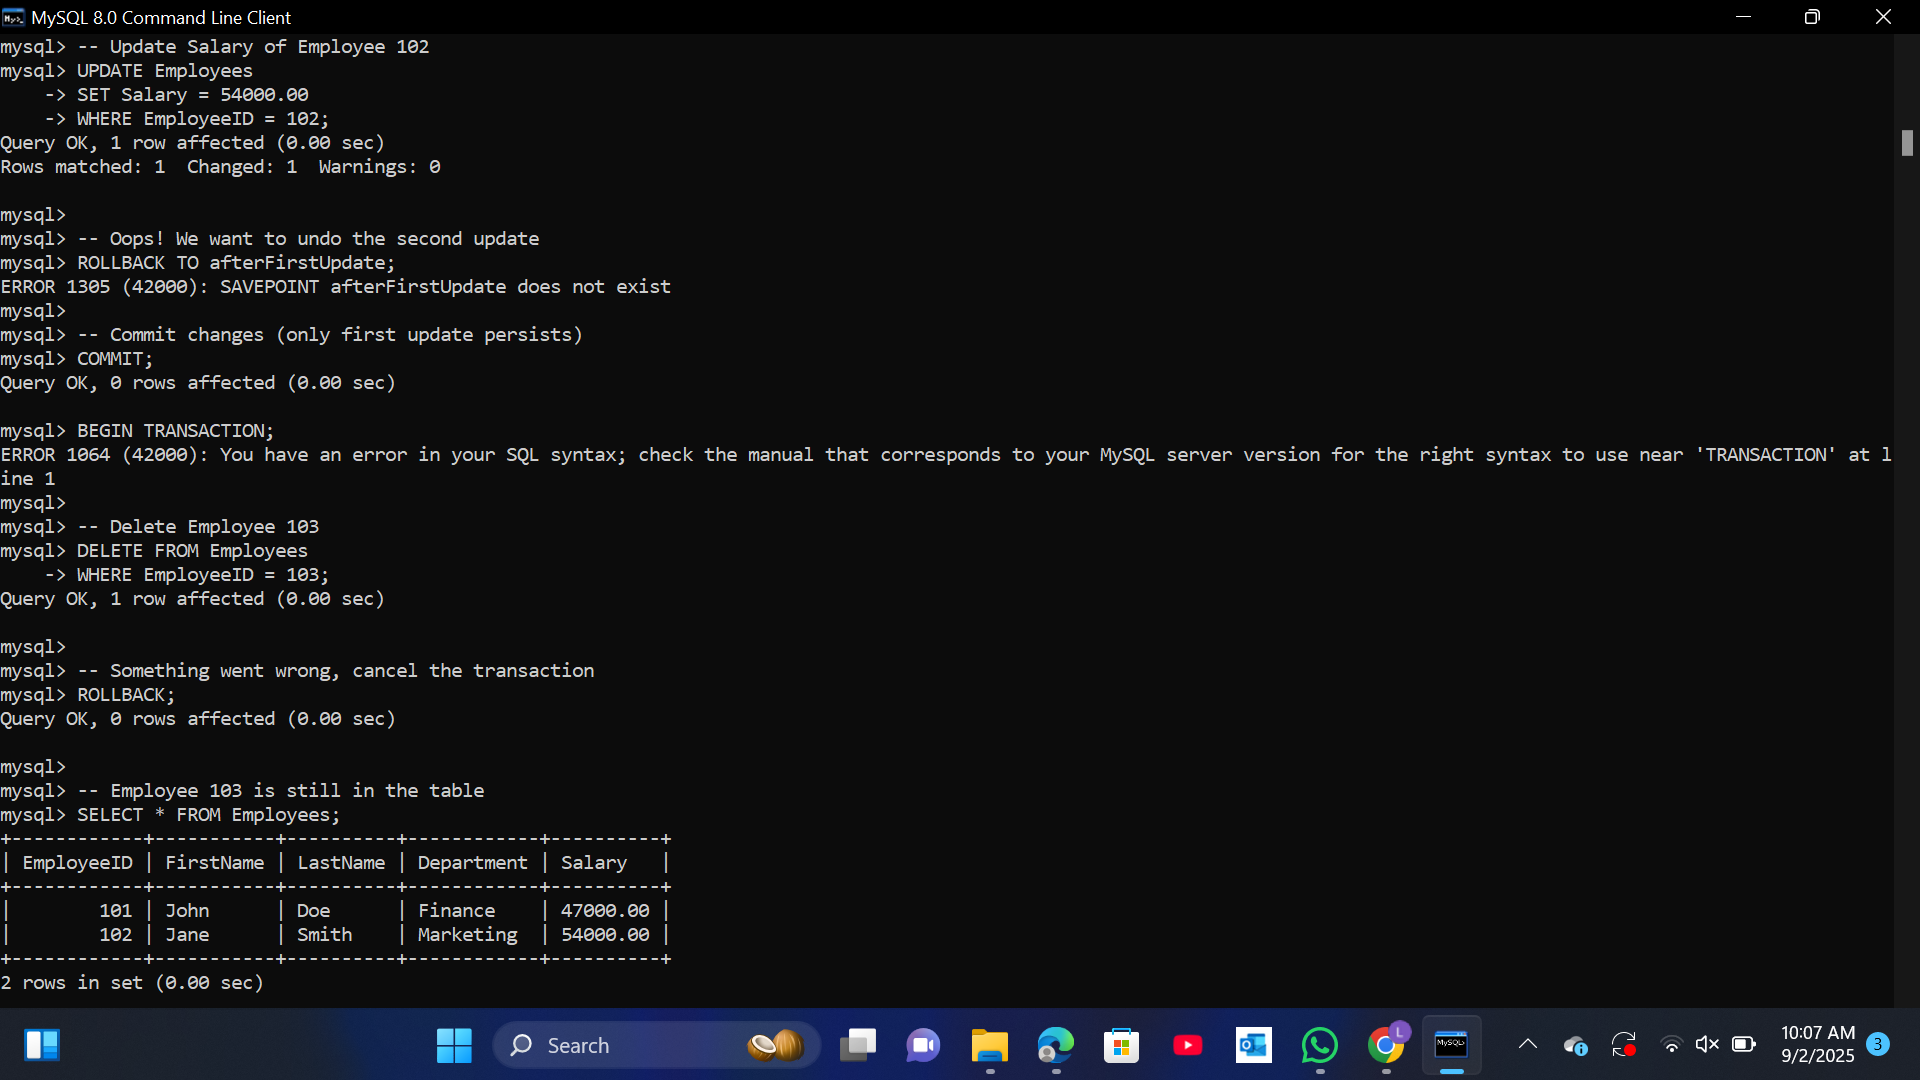 MySQL 8.0 Command Line Client
mysql> -- Update Salary of Employee 102
mysql> UPDATE Employees
    -> SET Salary = 54000.00
    -> WHERE EmployeeID = 102;
Query OK, 1 row affected (0.00 sec)
Rows matched: 1  Changed: 1  Warnings: 0
mysql>
mysql> -- Oops! We want to undo the second update
mysql> ROLLBACK TO afterFirstUpdate;
ERROR 1305 (42000): SAVEPOINT afterFirstUpdate does not exist
mysql>
mysql> -- Commit changes (only first update persists)
mysql> COMMIT;
Query OK, 0 rows affected (0.00 sec)
mysql> BEGIN TRANSACTION;
ERROR 1064 (42000): You have an error in your SQL syntax; check the manual that corresponds to your MySQL server version for the right syntax to use near 'TRANSACTION' at l
ine 1
mysql>
mysql> -- Delete Employee 103
mysql> DELETE FROM Employees
    -> WHERE EmployeeID = 103;
Query OK, 1 row affected (0.00 sec)
mysql>
mysql> -- Something went wrong, cancel the transaction
mysql> ROLLBACK;
Query OK, 0 rows affected (0.00 sec)
mysql>
mysql> -- Employee 103 is still in the table
mysql> SELECT * FROM Employees;
+------------+-----------+----------+------------+----------+
| EmployeeID | FirstName | LastName | Department | Salary   |
+------------+-----------+----------+------------+----------+
|        101 | John      | Doe      | Finance    | 47000.00 |
|        102 | Jane      | Smith    | Marketing  | 54000.00 |
+------------+-----------+----------+------------+----------+
2 rows in set (0.00 sec)
Search
L
MySQL>
10:07 AM
9/2/2025
3